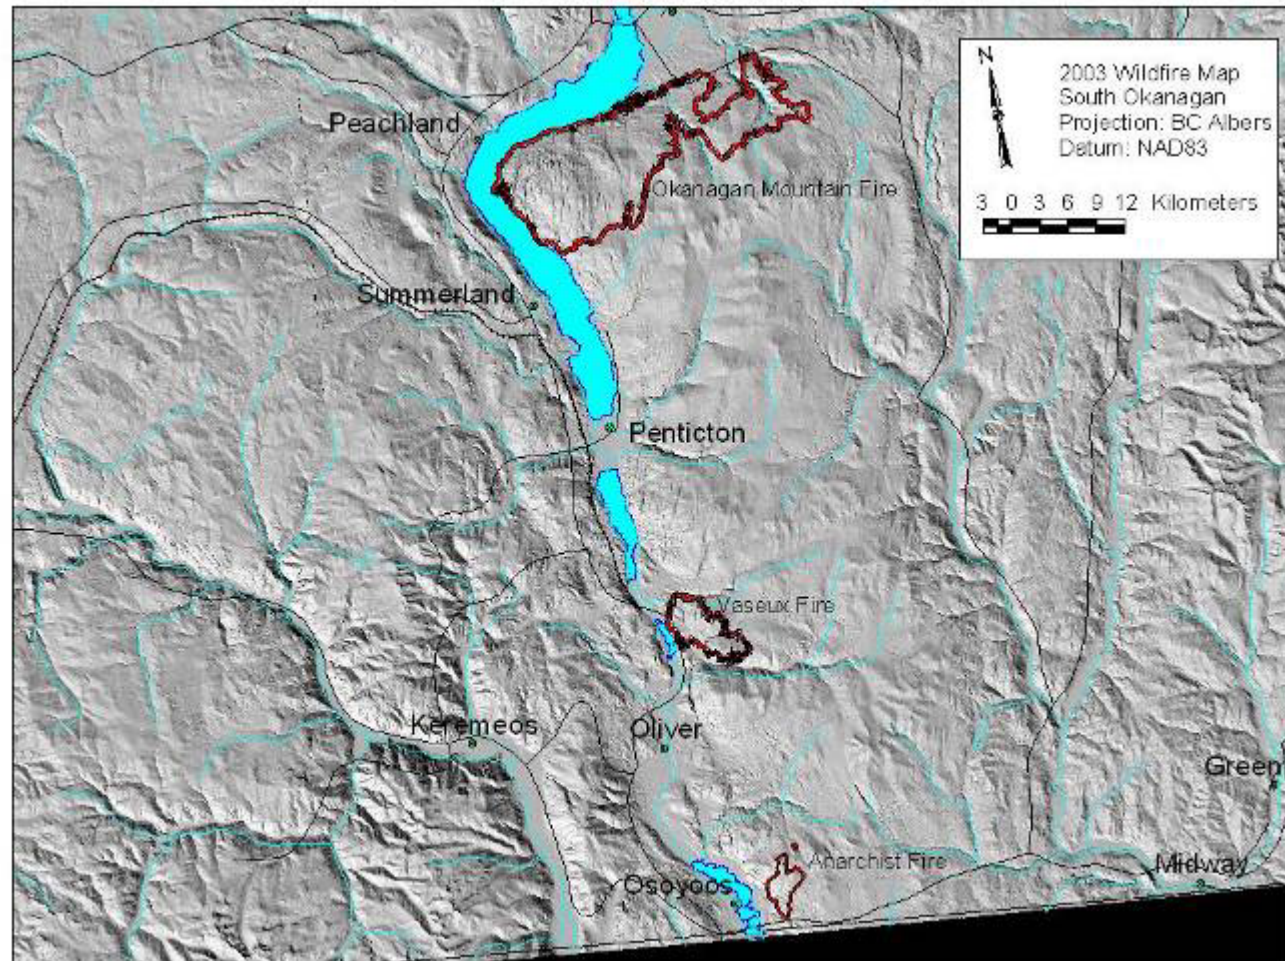 N
2003 Wildfire Map
South Okanagan
Projection: BC Albers
Datum: NAD83
3 0 3 6 9 12 Kilometers
Peachland
Okanagan Mountain Fire
Summerland
Penticton
Vaseux Fire
Keremeos
Oliver
Green
Anarchist Fire
Midway
Osoyoos